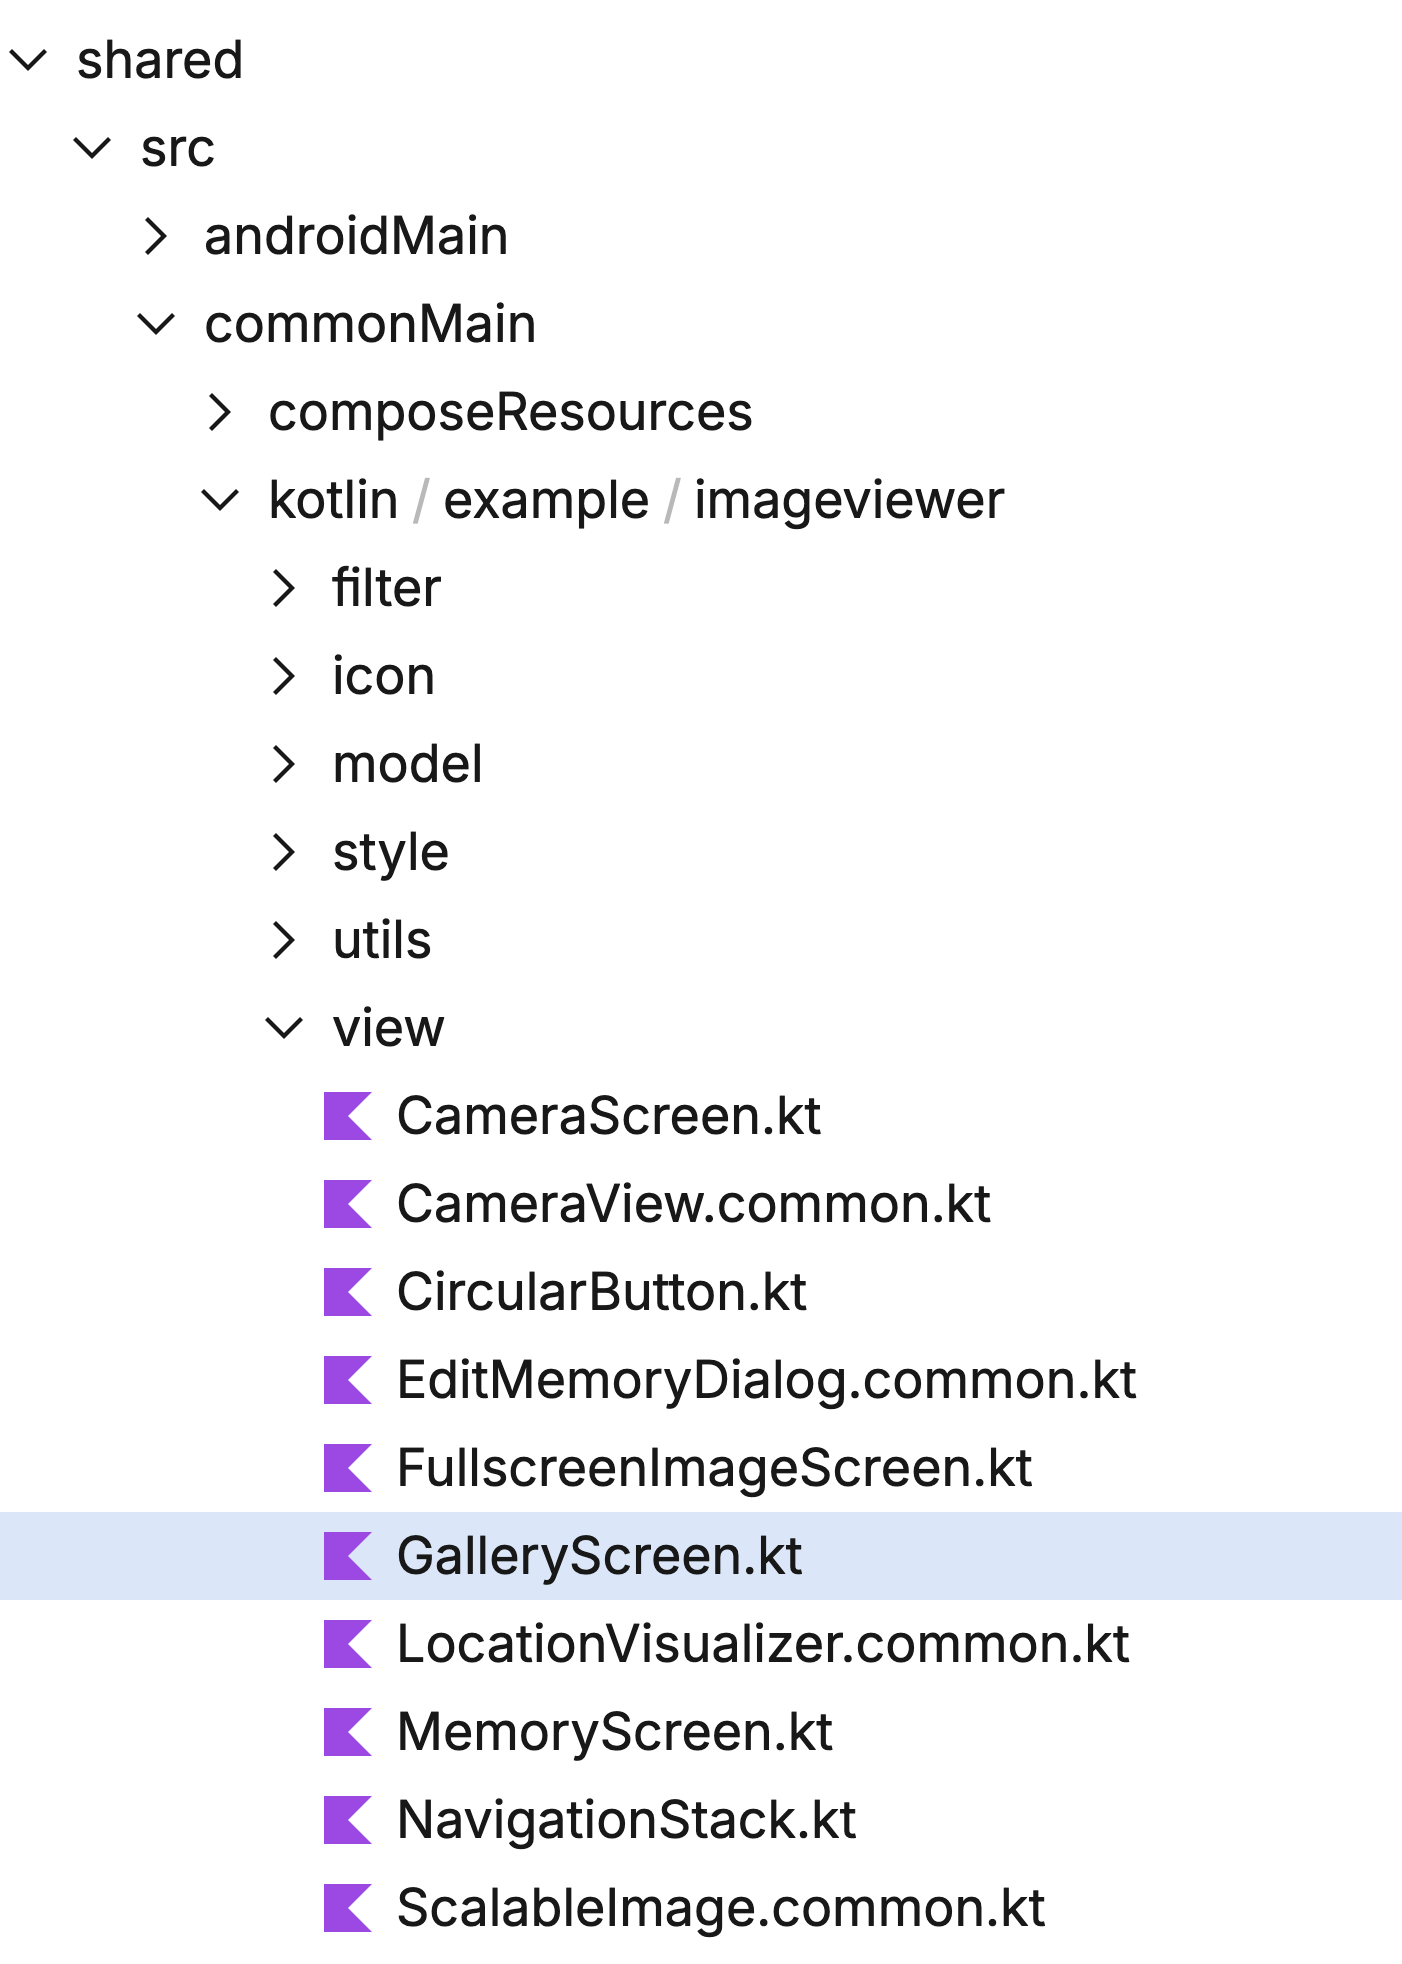 shared
src
androidMain
commonMain
composeResources
kotlin / example / imageviewer
filter
icon
model
style
utils
view
CameraScreen.kt
CameraView.common.kt
CircularButton.kt
EditMemoryDialog.common.kt
FullscreenImageScreen.kt
GalleryScreen.kt
LocationVisualizer.common.kt
MemoryScreen.kt
NavigationStack.kt
ScalableImage.common.kt